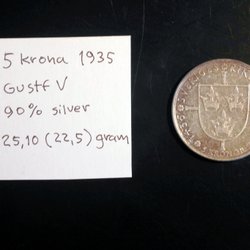 5 krona 1935
Gustf V
90% silver
25,10 (22,5) gram